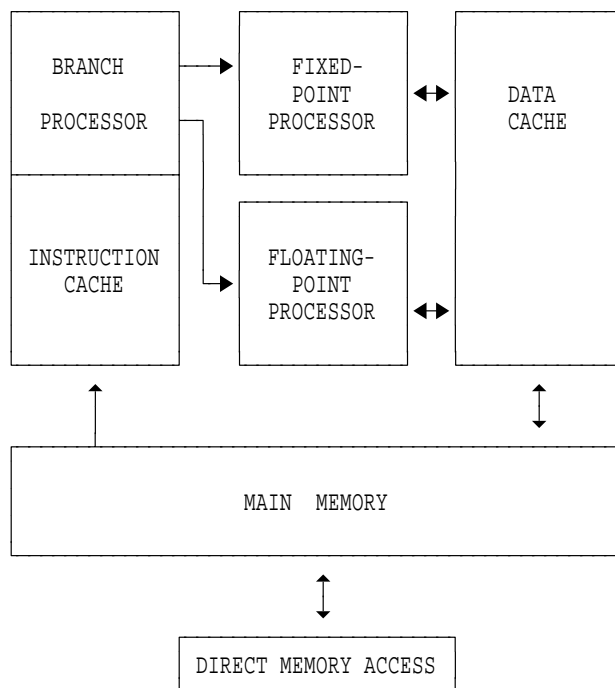 BRANCH
PROCESSOR
FIXED-
POINT
PROCESSOR
DATA
CACHE
INSTRUCTION
CACHE
FLOATING-
POINT
PROCESSOR
MAIN MEMORY
DIRECT MEMORY ACCESS